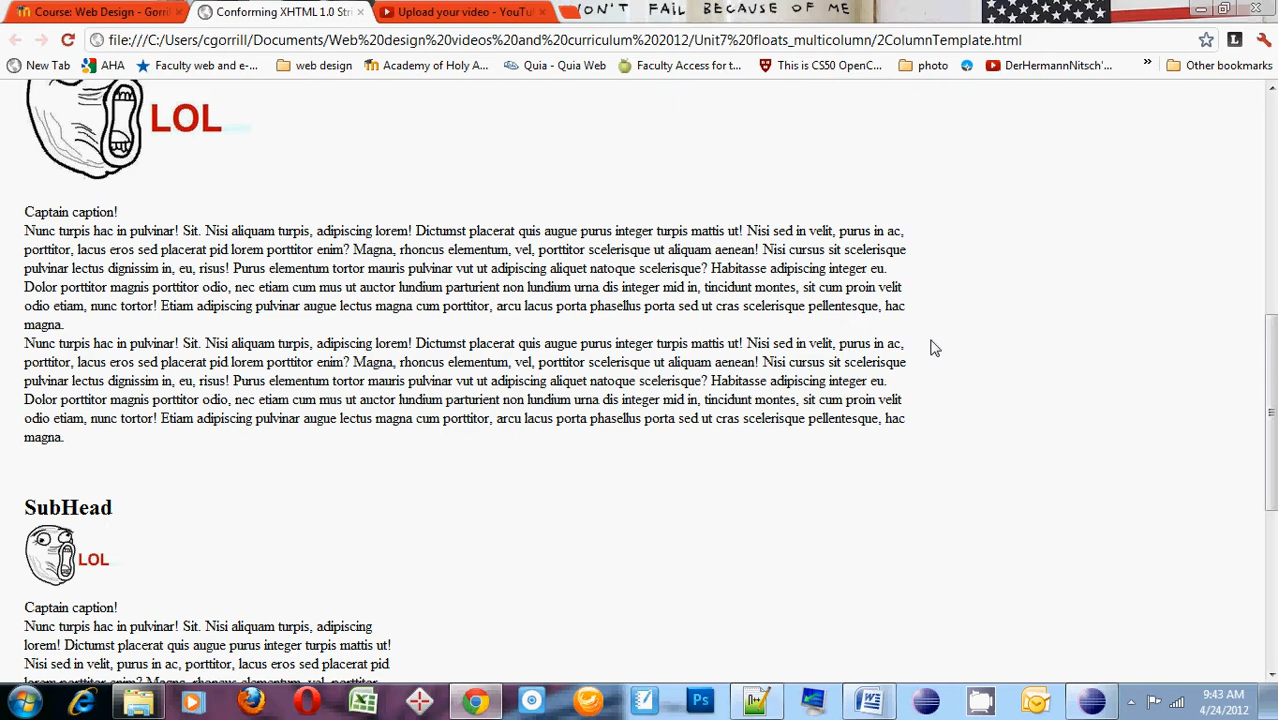 ON'T FAIL BECAUSE OF ME
Course: Web Design - Gorril
Conforming XHTML 1.0 Stri
Upload your video - YouTu
file:///C:/Users/cgorrill/Documents/Web%20design%20videos%20and%20curriculum%202012/Unit7%20floats_multicolumn/2ColumnTemplate.html
New Tab AHA Faculty web and e-... web design Academy of Holy A... Quia - Quia Web Faculty Access for t... This is CS50 OpenC... photo DerHermannNitsch'... » Other bookmarks
LOL
Captain caption!
Nunc turpis hac in pulvinar! Sit. Nisi aliquam turpis, adipiscing lorem! Dictumst placerat quis augue purus integer turpis mattis ut! Nisi sed in velit, purus in ac,
porttitor, lacus eros sed placerat pid lorem porttitor enim? Magna, rhoncus elementum, vel, porttitor scelerisque ut aliquam aenean! Nisi cursus sit scelerisque
pulvinar lectus dignissim in, eu, risus! Purus elementum tortor mauris pulvinar vut ut adipiscing aliquet natoque scelerisque? Habitasse adipiscing integer eu.
Dolor porttitor magnis porttitor odio, nec etiam cum mus ut auctor lundium parturient non lundium urna dis integer mid in, tincidunt montes, sit cum proin velit
odio etiam, nunc tortor! Etiam adipiscing pulvinar augue lectus magna cum porttitor, arcu lacus porta phasellus porta sed ut cras scelerisque pellentesque, hac
magna.
Nunc turpis hac in pulvinar! Sit. Nisi aliquam turpis, adipiscing lorem! Dictumst placerat quis augue purus integer turpis mattis ut! Nisi sed in velit, purus in ac,
porttitor, lacus eros sed placerat pid lorem porttitor enim? Magna, rhoncus elementum, vel, porttitor scelerisque ut aliquam aenean! Nisi cursus sit scelerisque
pulvinar lectus dignissim in, eu, risus! Purus elementum tortor mauris pulvinar vut ut adipiscing aliquet natoque scelerisque? Habitasse adipiscing integer eu.
Dolor porttitor magnis porttitor odio, nec etiam cum mus ut auctor lundium parturient non lundium urna dis integer mid in, tincidunt montes, sit cum proin velit
odio etiam, nunc tortor! Etiam adipiscing pulvinar augue lectus magna cum porttitor, arcu lacus porta phasellus porta sed ut cras scelerisque pellentesque, hac
magna.
SubHead
LOL
Captain caption!
Nunc turpis hac in pulvinar! Sit. Nisi aliquam turpis, adipiscing
lorem! Dictumst placerat quis augue purus integer turpis mattis ut!
Nisi sed in velit, purus in ac, porttitor, lacus eros sed placerat pid
lorem porttitor enim? Magna, rhoncus elementum, vel, porttitor
Ps
9:43 AM
4/24/2012